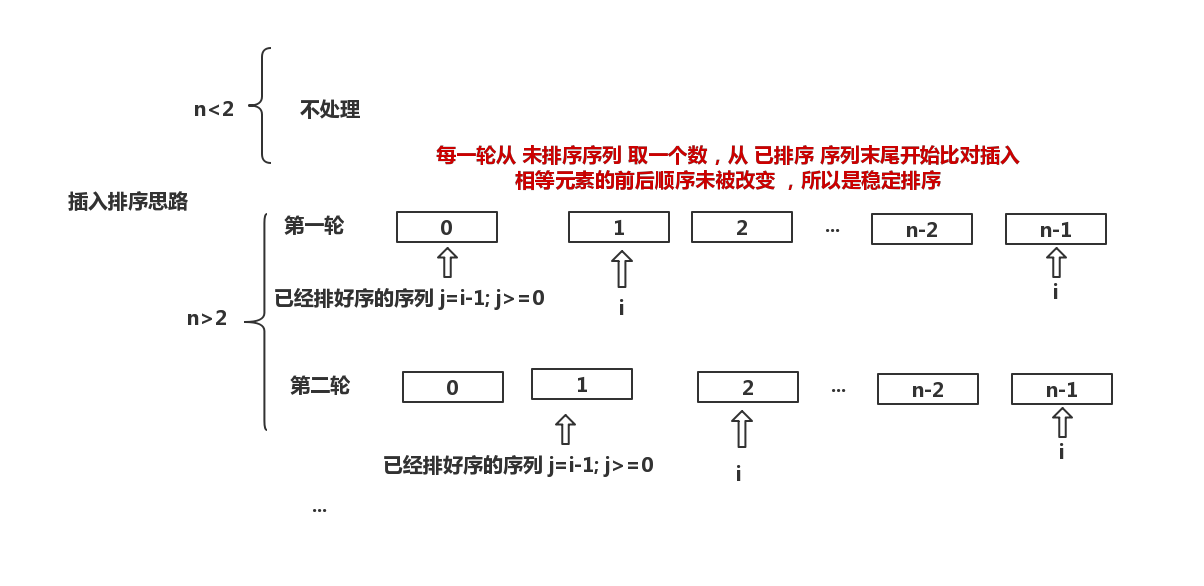 n<2
不处理
每一轮从 未排序序列 取一个数，从 已排序 序列末尾开始比对插入
相等元素的前后顺序未被改变 ，所以是稳定排序
插入排序思路
n>2
第一轮
0
1
2
...
n-2
n-1
已经排好序的序列 j=i-1; j>=0
i
i
第二轮
0
1
2
...
n-2
n-1
已经排好序的序列 j=i-1; j>=0
i
i
...